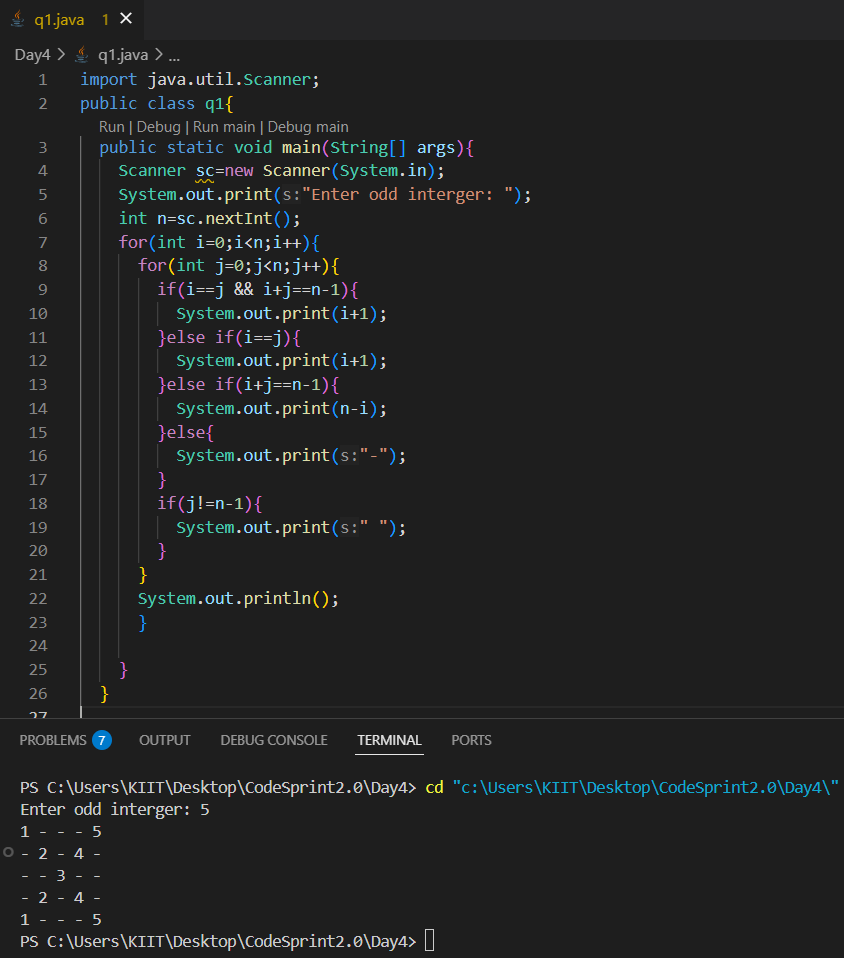 q1.java 1 ×
Day4 > q1.java > ...
1 import java.util.Scanner;
2 public class q1{
Run | Debug | Run main | Debug main
3 public static void main(String[] args){
4 Scanner sc=new Scanner(System.in);
5 System.out.print(s:"Enter odd interger: ");
6 int n=sc.nextInt();
7 for(int i=0;i<n;i++){
8 for(int j=0;j<n;j++){
9 if(i==j && i+j==n-1){
10 System.out.print(i+1);
11 }else if(i==j){
12 System.out.print(i+1);
13 }else if(i+j==n-1){
14 System.out.print(n-i);
15 }else{
16 System.out.print(s:"-");
17 }
18 if(j!=n-1){
19 System.out.print(s:" ");
20 }
21 }
22 System.out.println();
23 }
24
25 }
26 }
27
PROBLEMS 7 OUTPUT DEBUG CONSOLE TERMINAL PORTS
PS C:\Users\KIIT\Desktop\CodeSprint2.0\Day4> cd "c:\Users\KIIT\Desktop\CodeSprint2.0\Day4\"
Enter odd interger: 5
1 - - - 5
- 2 - 4 -
- - 3 - -
- 2 - 4 -
1 - - - 5
PS C:\Users\KIIT\Desktop\CodeSprint2.0\Day4>